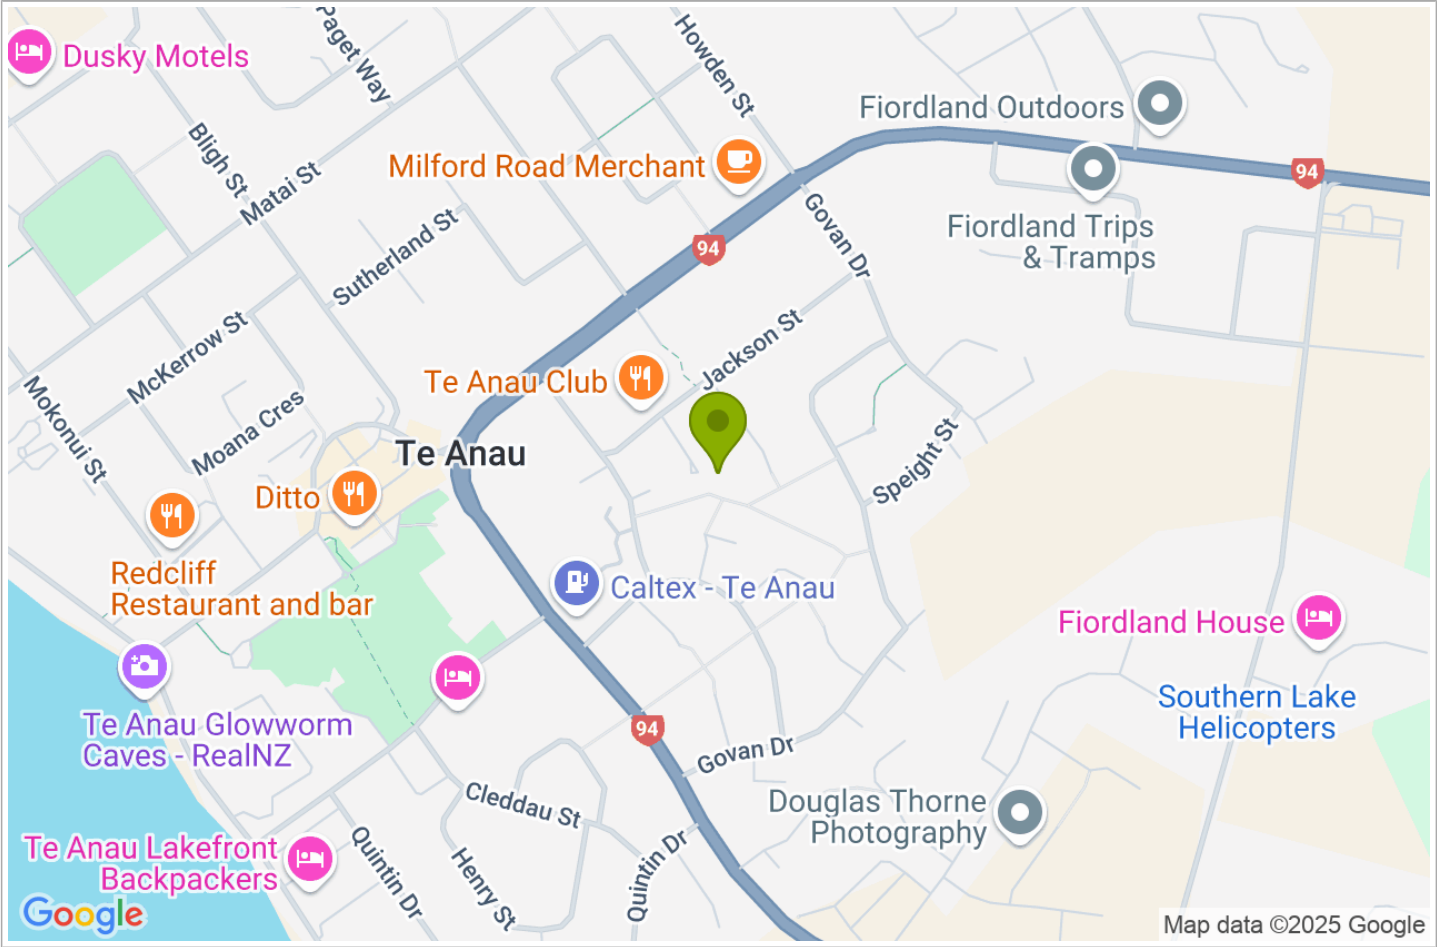 Dusky Motels
Paget Way
Howden St
Fiordland Outdoors
Bligh St
Milford Road Merchant
94
Matai St
Govan Dr
Fiordland Trips
& Tramps
Sutherland St
94
McKerrow St
Jackson St
Te Anau Club
Mokonui St
Moana Cres
Te Anau
Speight St
Ditto
Redcliff
Restaurant and bar
Caltex - Te Anau
Fiordland House
Southern Lake
Helicopters
Te Anau Glowworm
Caves - RealNZ
94
Govan Dr
Cleddau St
Douglas Thorne
Photography
Te Anau Lakefront
Backpackers
Quintin Dr
Henry St
Quintin Dr
Google
Map data ©2025 Google